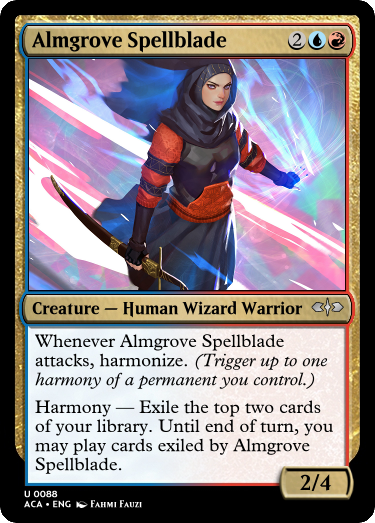 Almgrove Spellblade 2
Creature — Human Wizard Warrior
Whenever Almgrove Spellblade
attacks, harmonize. (Trigger up to one
harmony of a permanent you control.)
Harmony — Exile the top two cards
of your library. Until end of turn, you
may play cards exiled by Almgrove
Spellblade.
2/4
U 0088
ACA • ENG Fahmi Fauzi